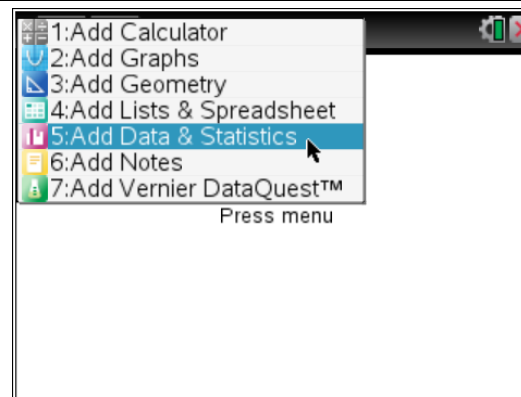 1:Add Calculator
2:Add Graphs
3:Add Geometry
4:Add Lists & Spreadsheet
5:Add Data & Statistics
6:Add Notes
7:Add Vernier DataQuest™
Press menu